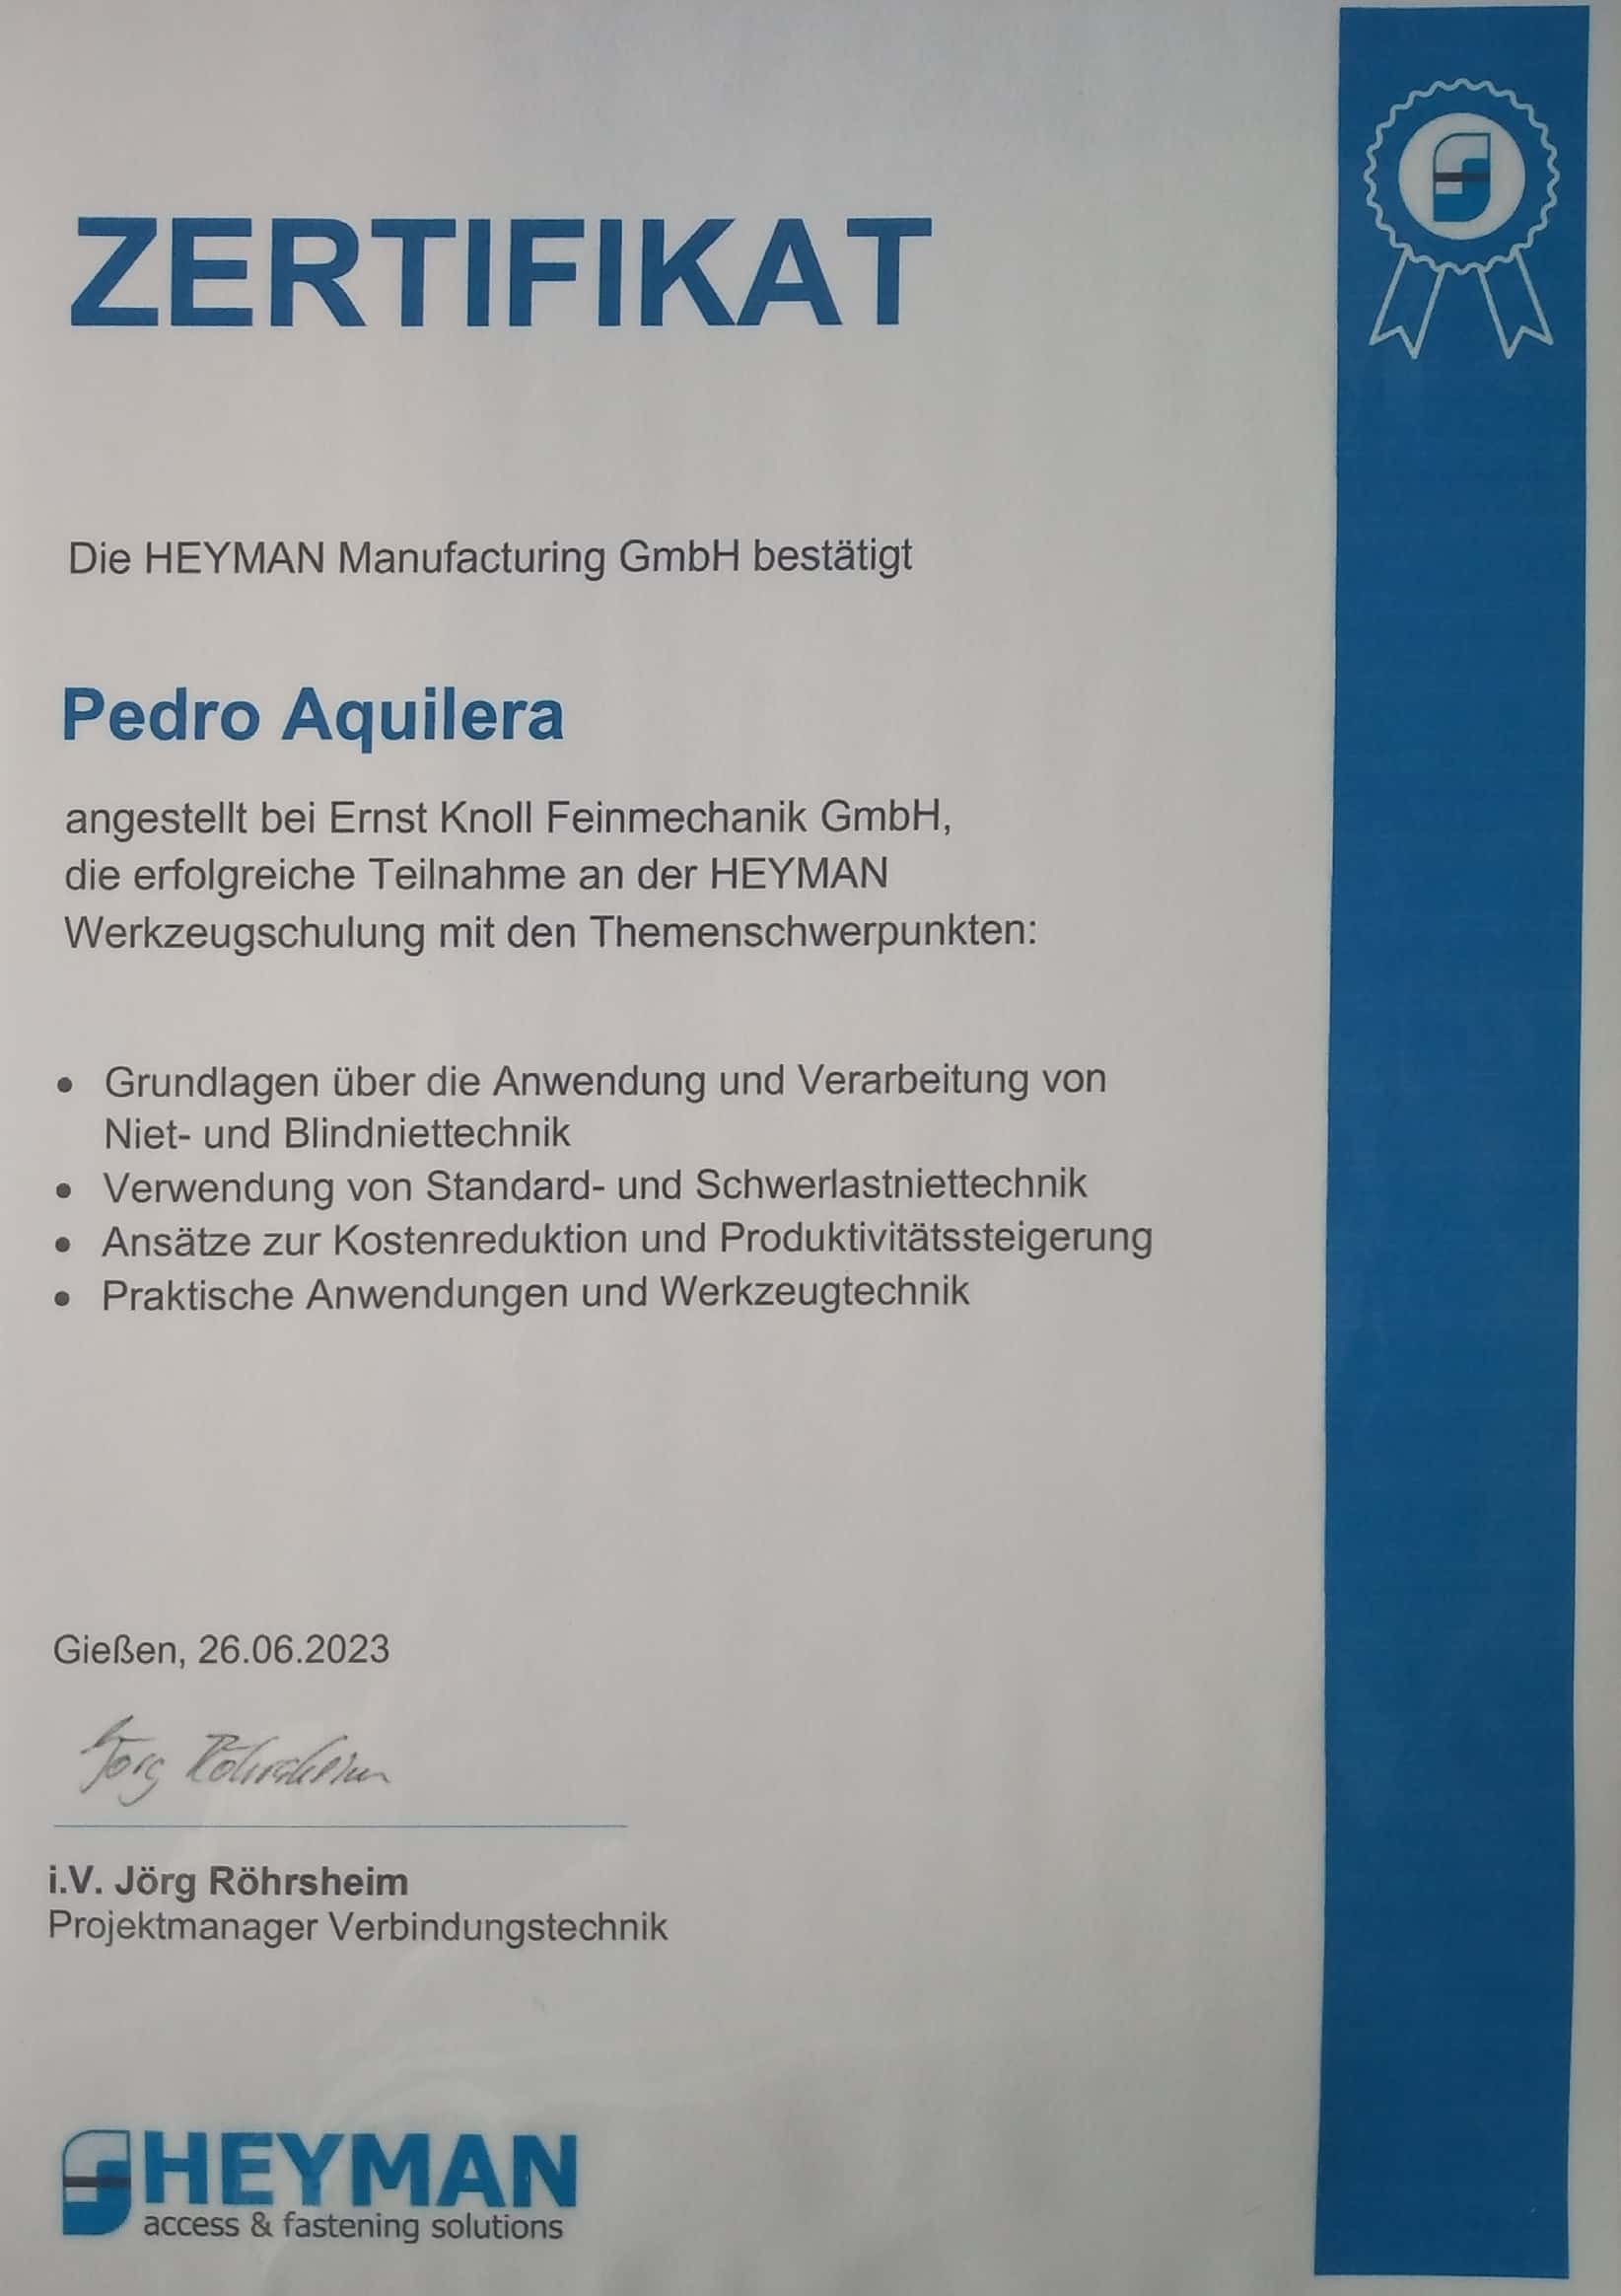 ZERTIFIKAT
Die HEYMAN Manufacturing GmbH bestätigt
Pedro Aquilera
angestellt bei Ernst Knoll Feinmechanik GmbH,
die erfolgreiche Teilnahme an der HEYMAN
Werkzeugschulung mit den Themenschwerpunkten:
• Grundlagen über die Anwendung und Verarbeitung von
Niet- und Blindniettechnik
• Verwendung von Standard- und Schwerlastniettechnik
• Ansätze zur Kostenreduktion und Produktivitätssteigerung
• Praktische Anwendungen und Werkzeugtechnik
Gießen, 26.06.2023
Jörg Röhrsheim
i.V. Jörg Röhrsheim
Projektmanager Verbindungstechnik
HEYMAN
access & fastening solutions